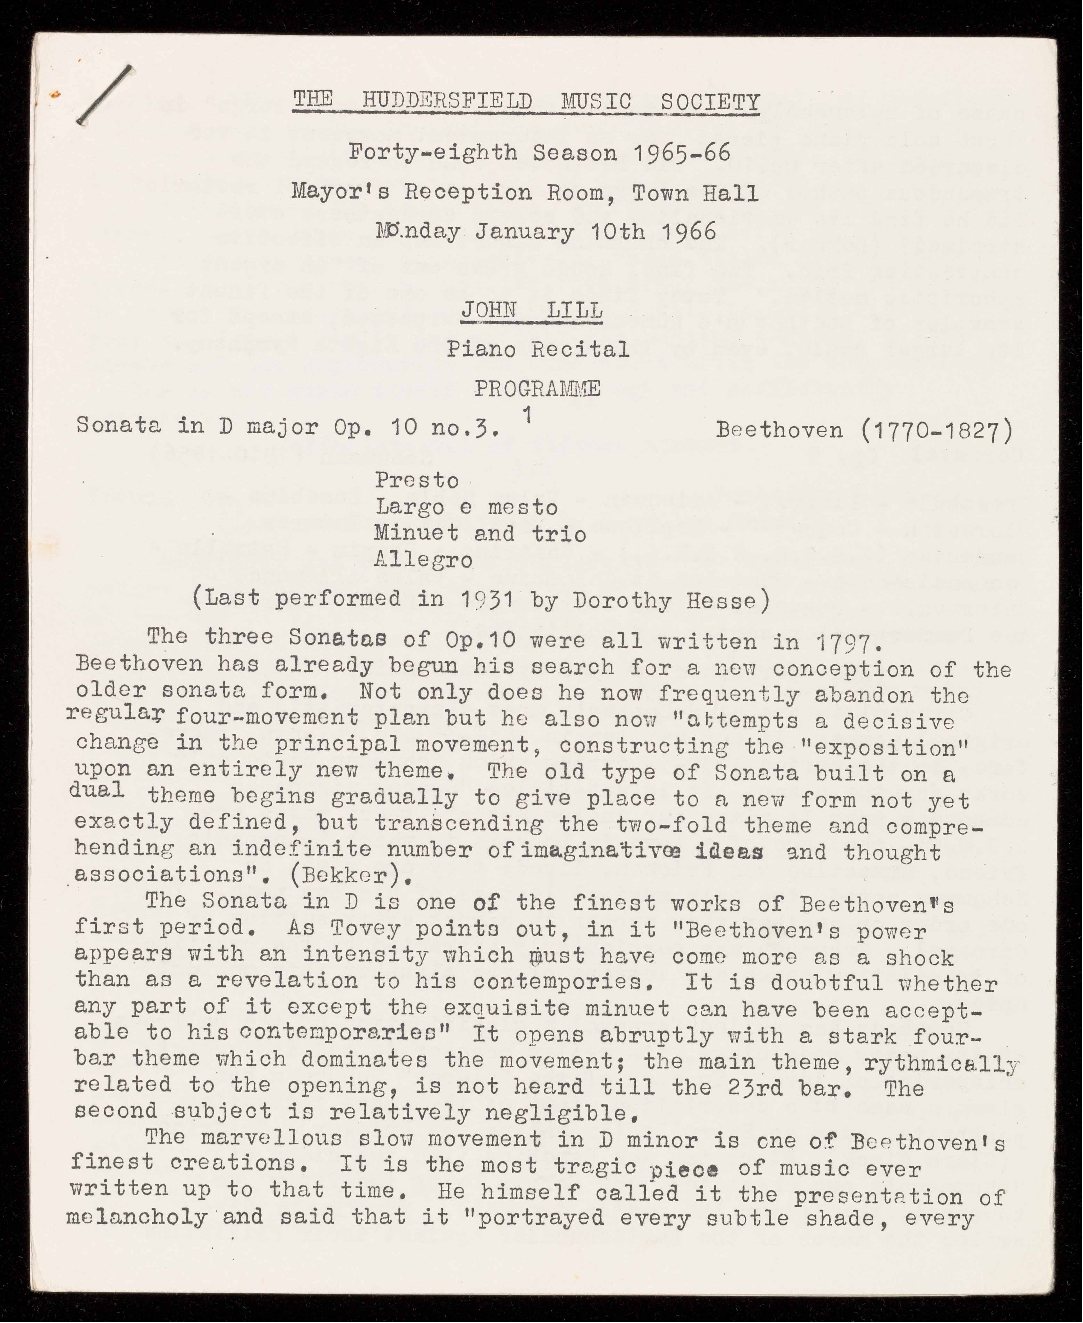 THE HUDDERSFIELD MUSIC SOCIETY
Forty-eighth Season 1965-66
Mayor's Reception Room, Town Hall
Monday January 10th 1966
JOHN LILL
Piano Recital
PROGRAMME
Sonata in D major Op. 10 no.3. 1 Beethoven (1770-1827)
Presto
Largo e mesto
Minuet and trio
Allegro
(Last performed in 1931 by Dorothy Hesse)
The three Sonatas of Op.10 were all written in 1797.
Beethoven has already begun his search for a new conception of the
older sonata form. Not only does he now frequently abandon the
regular four-movement plan but he also now "attempts a decisive
change in the principal movement, constructing the "exposition"
upon an entirely new theme. The old type of Sonata built on a
dual theme begins gradually to give place to a new form not yet
exactly defined, but transcending the two-fold theme and compre-
hending an indefinite number of imaginative ideas and thought
associations". (Bekker).
The Sonata in D is one of the finest works of Beethoven's
first period. As Tovey points out, in it "Beethoven's power
appears with an intensity which must have come more as a shock
than as a revelation to his contempories. It is doubtful whether
any part of it except the exquisite minuet can have been accept-
able to his contemporaries" It opens abruptly with a stark four-
bar theme which dominates the movement; the main theme, rythmically
related to the opening, is not heard till the 23rd bar. The
second subject is relatively negligible.
The marvellous slow movement in D minor is one of Beethoven's
finest creations. It is the most tragic piece of music ever
written up to that time. He himself called it the presentation of
melancholy and said that it "portrayed every subtle shade, every